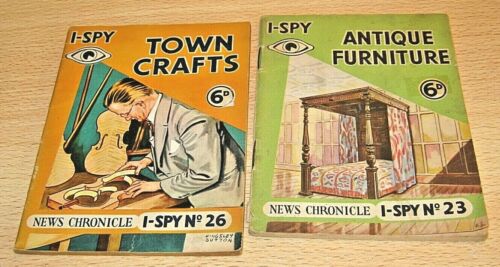 I-SPY
TOWN
CRAFTS
6D
NEWS CHRONICLE I-SPY Nº 26
KINGSLEY
SUTTON
I-SPY
ANTIQUE
FURNITURE
6D
NEWS CHRONICLE I-SPY Nº 23